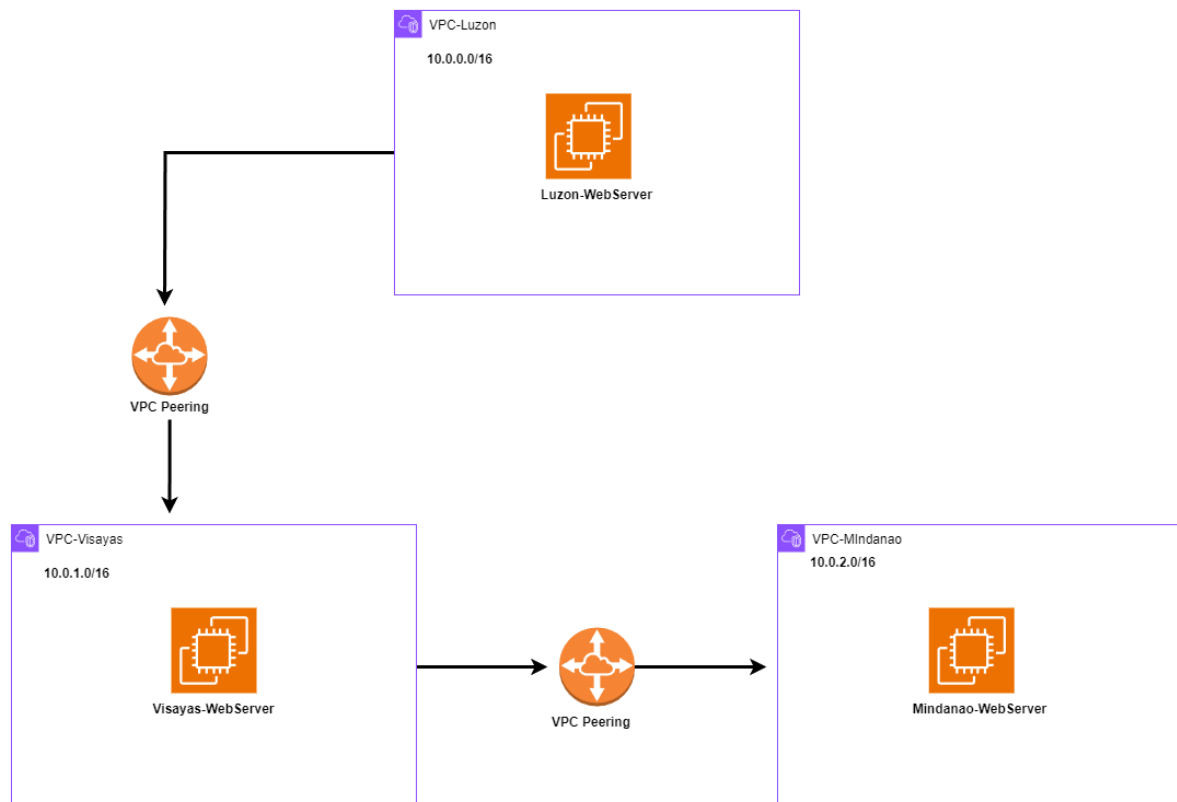 VPC-Luzon
10.0.0.0/16
Luzon-WebServer
VPC Peering
VPC-Visayas
10.0.1.0/16
Visayas-WebServer
VPC Peering
VPC-MIndanao
10.0.2.0/16
Mindanao-WebServer